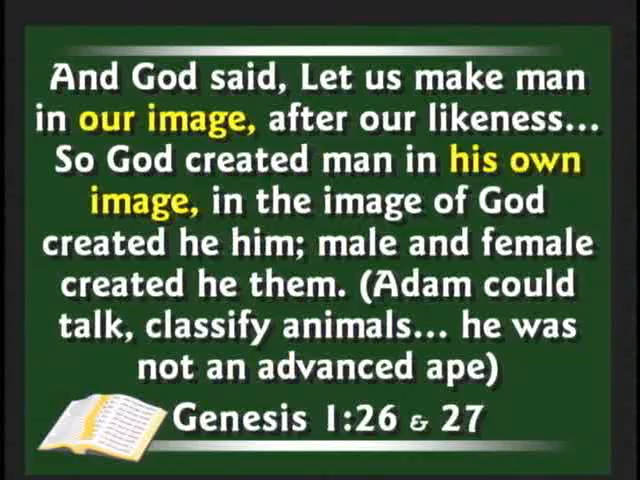 And God said, Let us make man
in our image, after our likeness...
So God created man in his own
image, in the image of God
created he him; male and female
created he them. (Adam could
talk, classify animals... he was
not an advanced ape)
Genesis 1:26 & 27